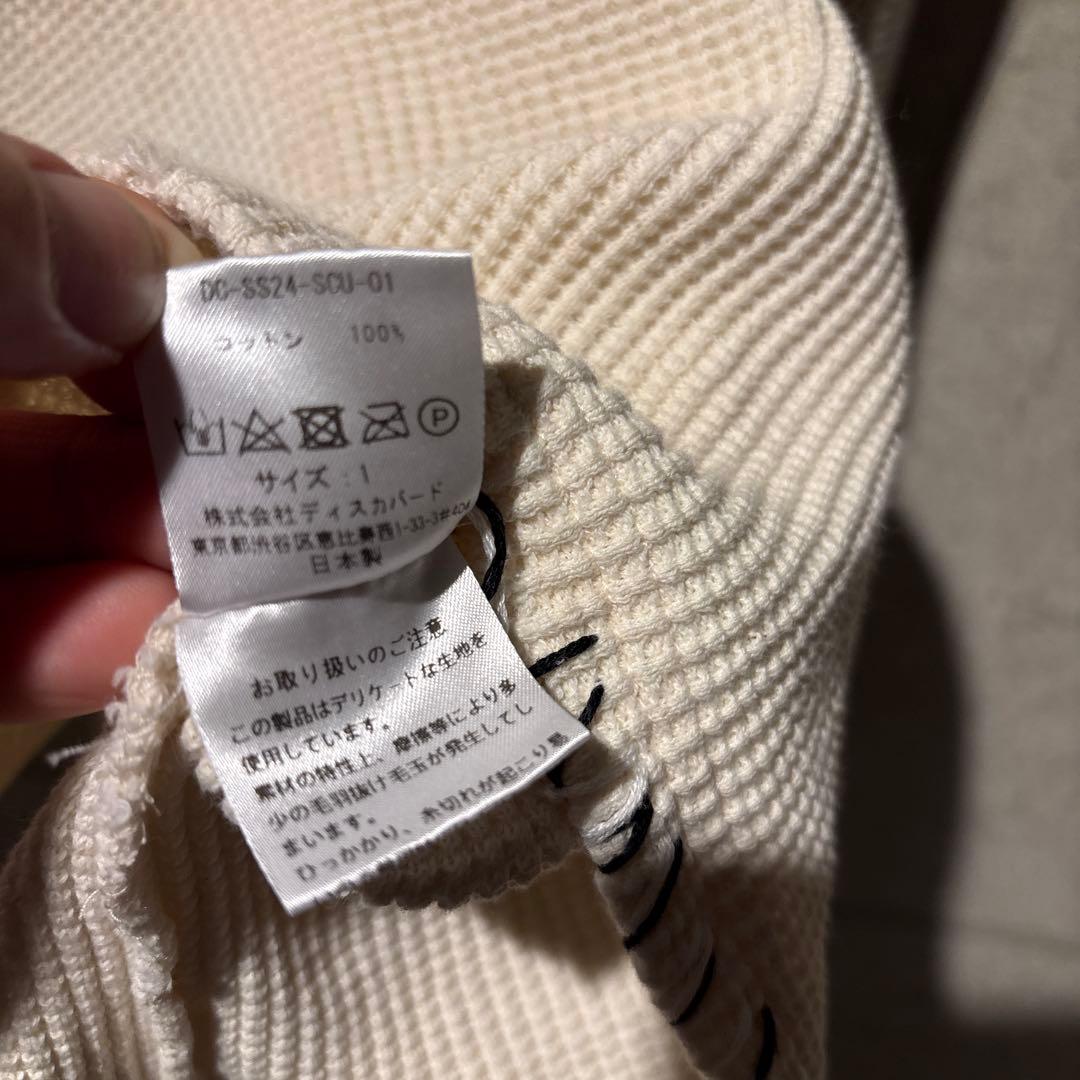 DC-SS24-SCU-01
コットン 100%
P
サイズ：1
株式会社ディスカバード
東京都渋谷区恵比寿西1-33-3#404
日本製
お取り扱いのご注意
この製品はデリケートな生地を
使用しています。
素材の特性上、摩擦等により多
少の毛羽抜け毛玉が発生してし
まいます。
ひっかかり、糸切れが起こり易